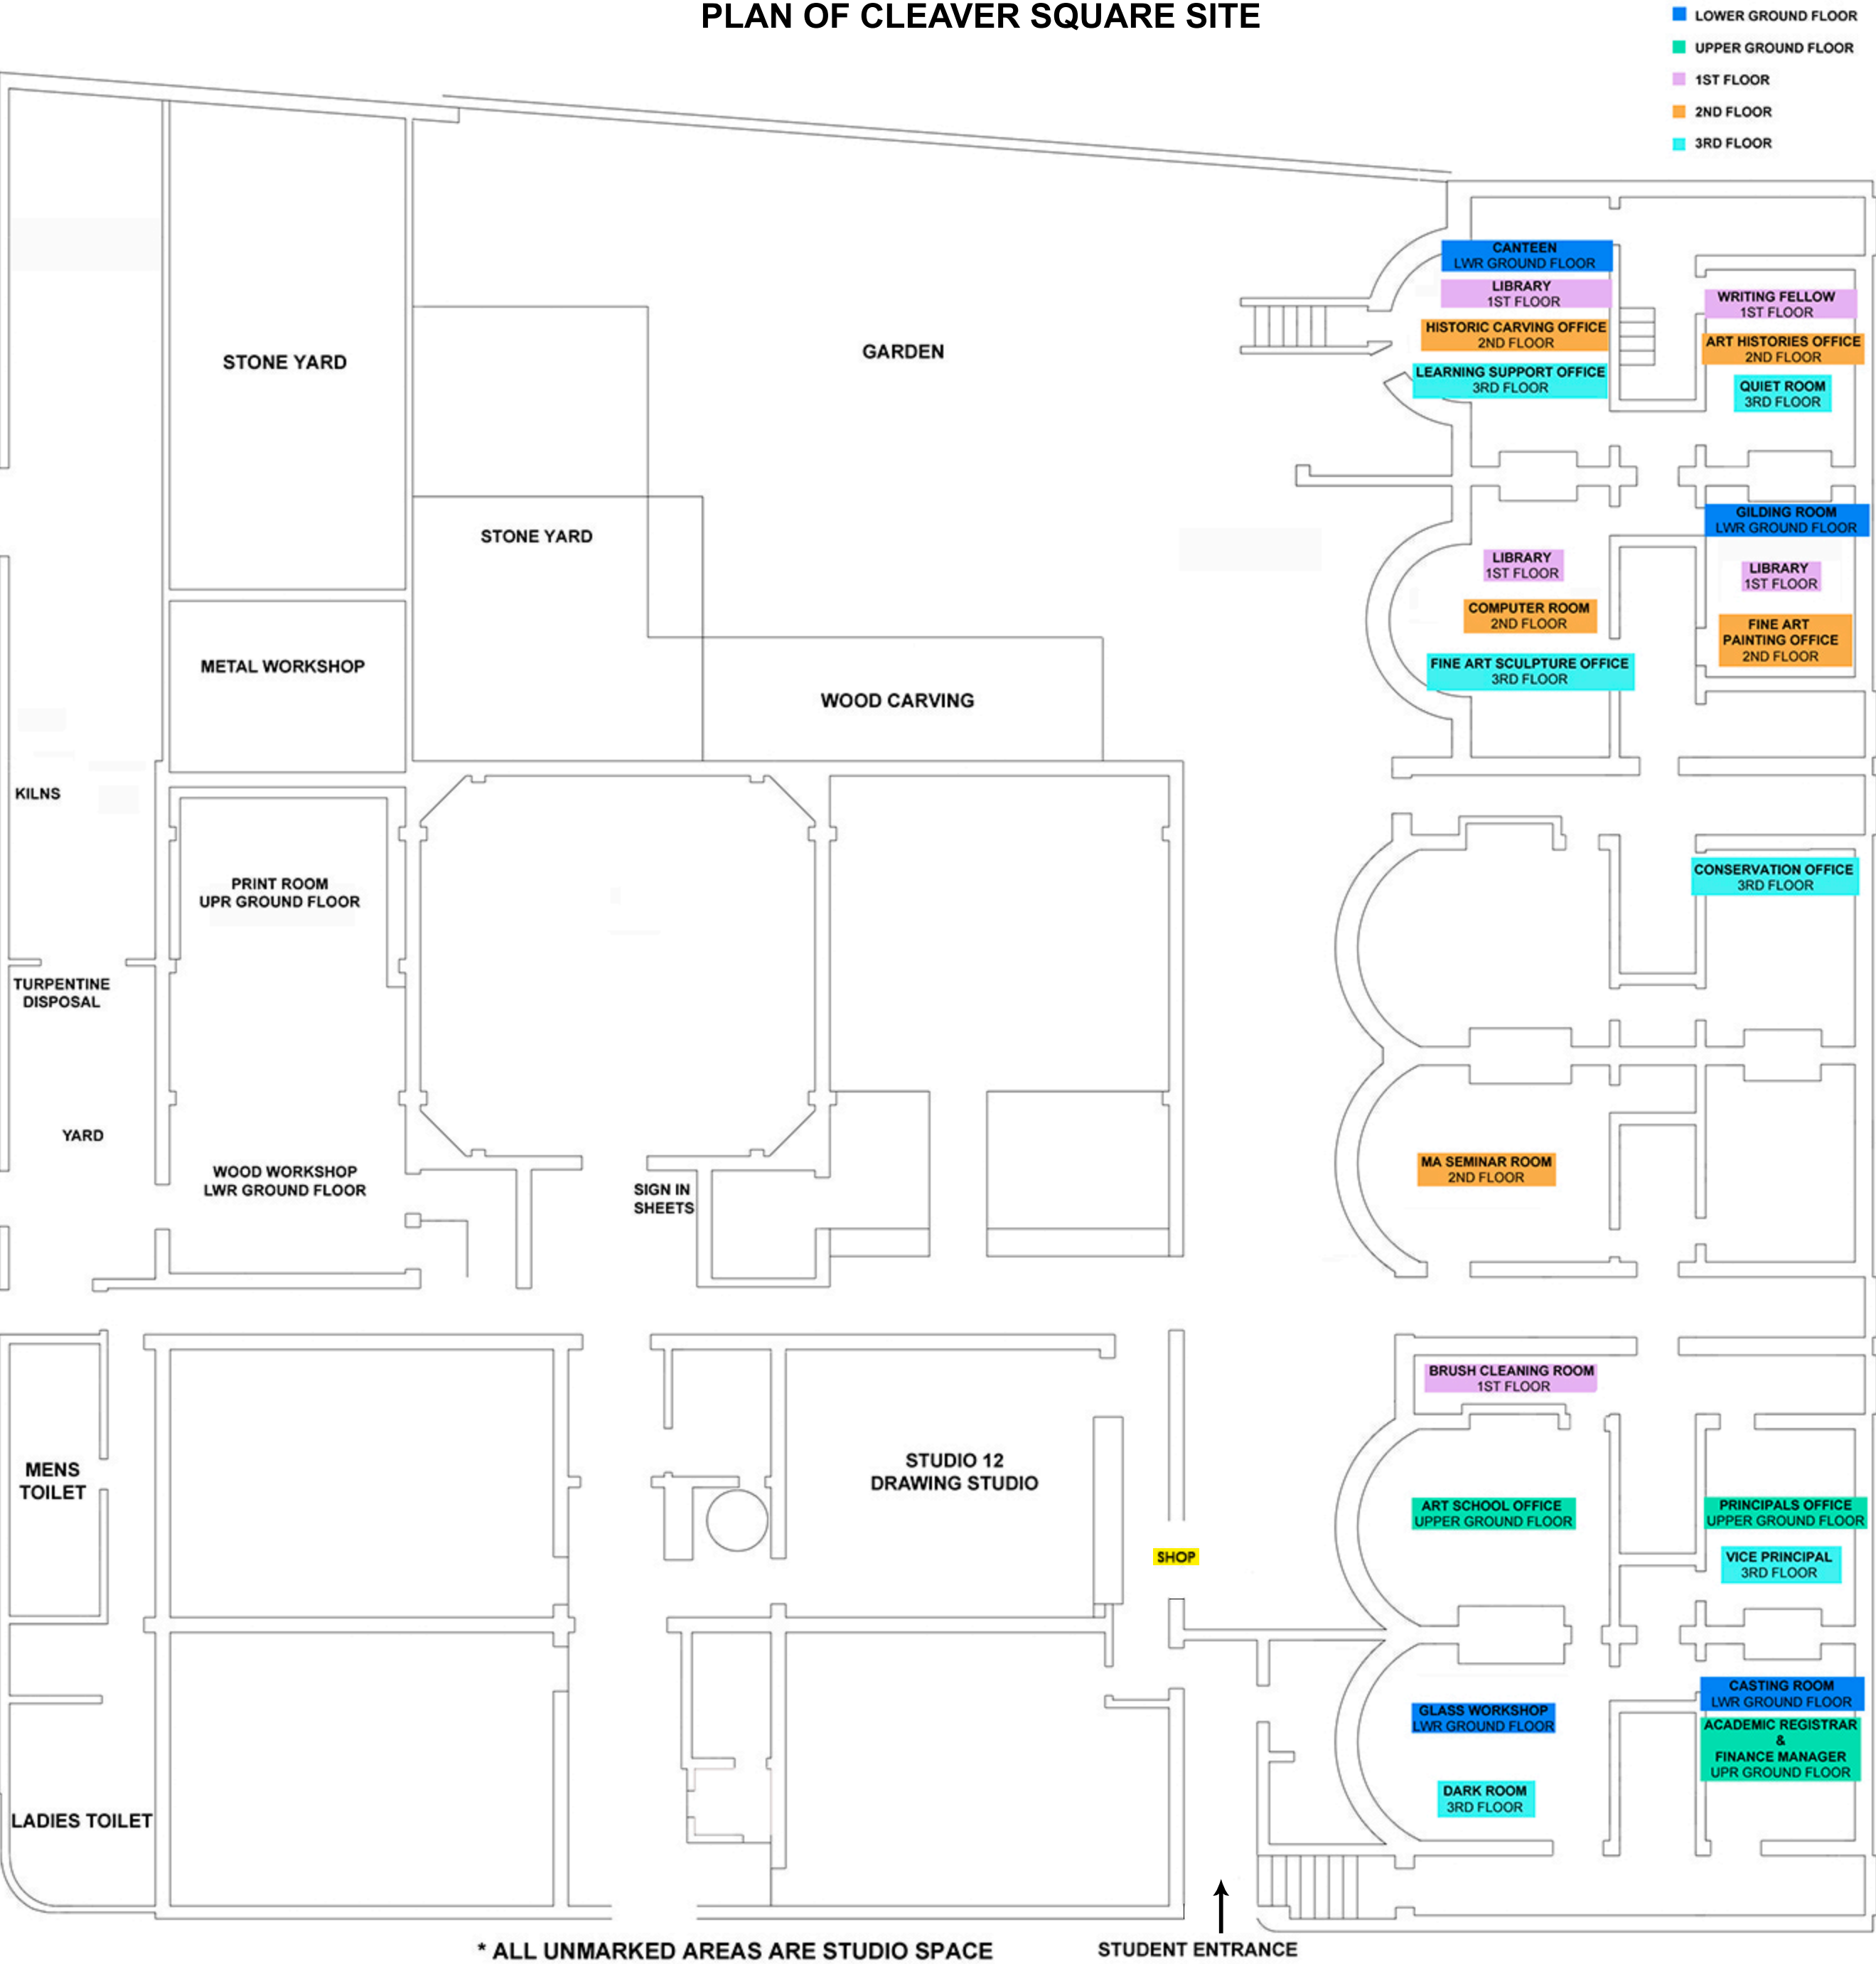 PLAN OF CLEAVER SQUARE SITE
LOWER GROUND FLOOR
UPPER GROUND FLOOR
1ST FLOOR
2ND FLOOR
3RD FLOOR
CANTEEN
LWR GROUND FLOOR
LIBRARY
1ST FLOOR
HISTORIC CARVING OFFICE
2ND FLOOR
LEARNING SUPPORT OFFICE
3RD FLOOR
WRITING FELLOW
1ST FLOOR
ART HISTORIES OFFICE
2ND FLOOR
QUIET ROOM
3RD FLOOR
STONE YARD
GARDEN
STONE YARD
GILDING ROOM
LWR GROUND FLOOR
LIBRARY
1ST FLOOR
COMPUTER ROOM
2ND FLOOR
FINE ART SCULPTURE OFFICE
3RD FLOOR
LIBRARY
1ST FLOOR
FINE ART
PAINTING OFFICE
2ND FLOOR
METAL WORKSHOP
WOOD CARVING
KILNS
PRINT ROOM
UPR GROUND FLOOR
CONSERVATION OFFICE
3RD FLOOR
TURPENTINE
DISPOSAL
YARD
WOOD WORKSHOP
LWR GROUND FLOOR
SIGN IN
SHEETS
MA SEMINAR ROOM
2ND FLOOR
BRUSH CLEANING ROOM
1ST FLOOR
MENS
TOILET
STUDIO 12
DRAWING STUDIO
ART SCHOOL OFFICE
UPPER GROUND FLOOR
PRINCIPALS OFFICE
UPPER GROUND FLOOR
SHOP
VICE PRINCIPAL
3RD FLOOR
CASTING ROOM
LWR GROUND FLOOR
GLASS WORKSHOP
LWR GROUND FLOOR
ACADEMIC REGISTRAR
&
FINANCE MANAGER
UPR GROUND FLOOR
DARK ROOM
3RD FLOOR
LADIES TOILET
* ALL UNMARKED AREAS ARE STUDIO SPACE
STUDENT ENTRANCE